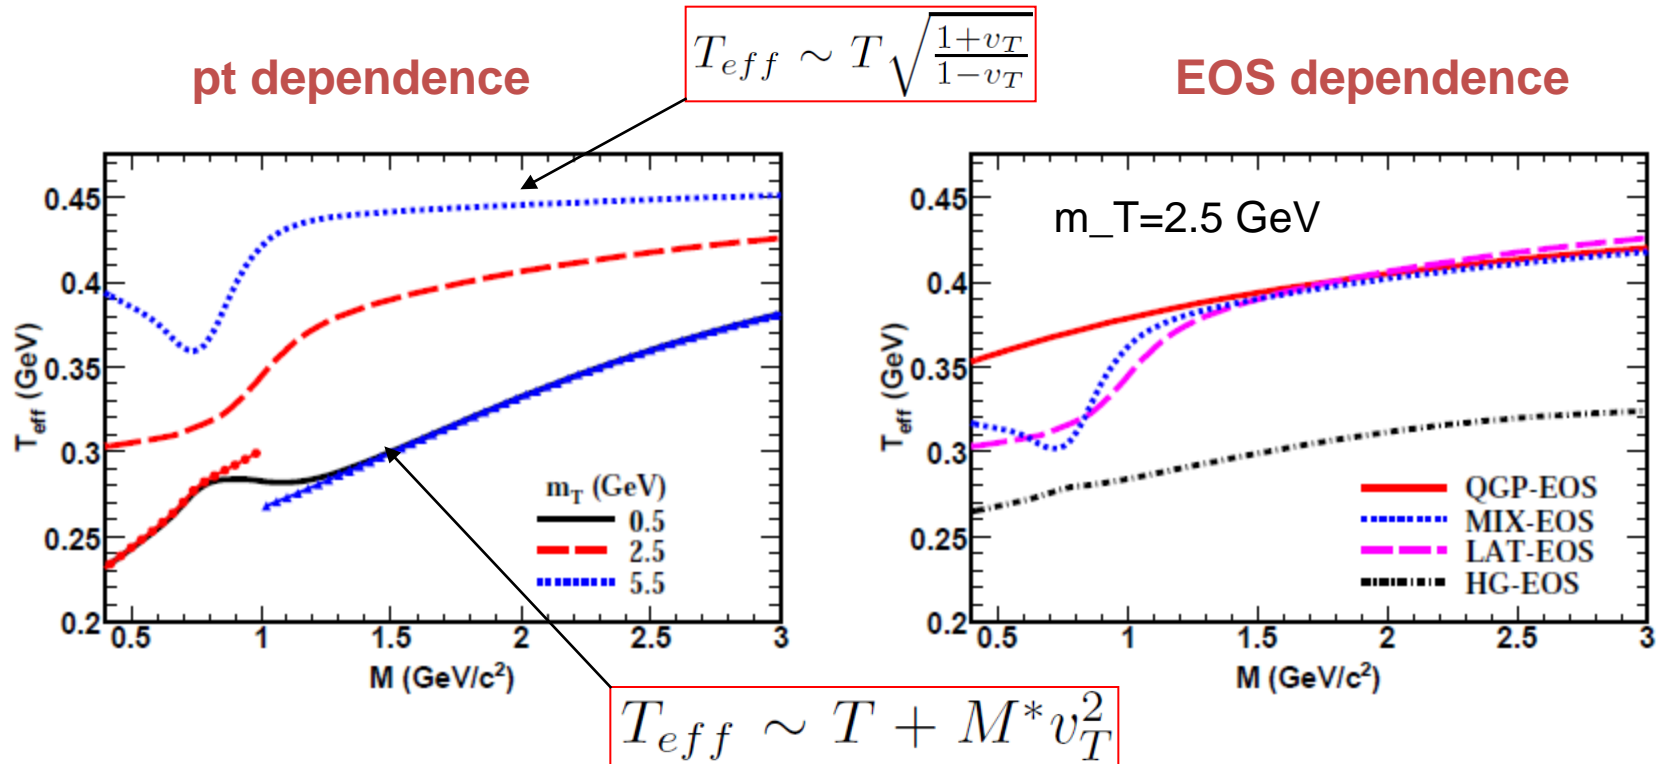 T_{eff} ∼ T √((1+v_T)/(1−v_T))
pt dependence
EOS dependence
0.45
0.4
0.35
0.3
0.25
0.2
T_eff (GeV)
m_T (GeV)
0.5
2.5
5.5
0.5 1 1.5 2 2.5 3
M (GeV/c²)
m_T=2.5 GeV
0.45
0.4
0.35
0.3
0.25
0.2
T_eff (GeV)
QGP-EOS
MIX-EOS
LAT-EOS
HG-EOS
0.5 1 1.5 2 2.5 3
M (GeV/c²)
T_{eff} ∼ T + M*v_T²